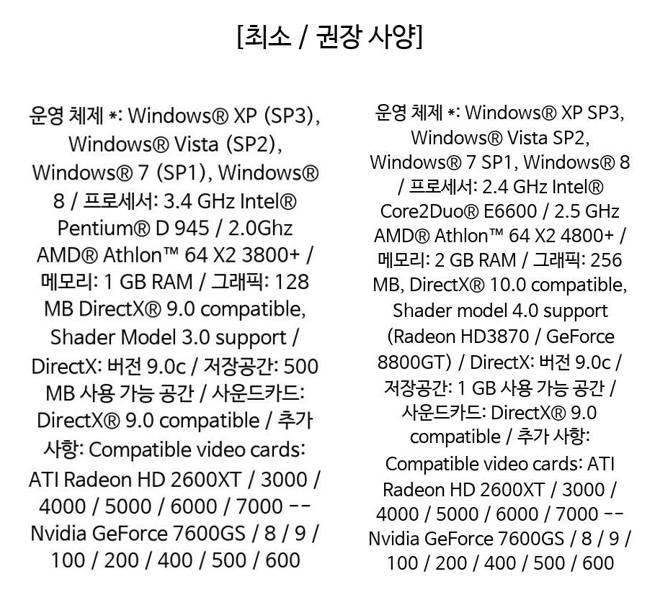 [최소 / 권장 사양]
운영 체제 *: Windows® XP (SP3),
Windows® Vista (SP2),
Windows® 7 (SP1), Windows®
8 / 프로세서: 3.4 GHz Intel®
Pentium® D 945 / 2.0Ghz
AMD® Athlon™ 64 X2 3800+ /
메모리: 1 GB RAM / 그래픽: 128
MB DirectX® 9.0 compatible,
Shader Model 3.0 support /
DirectX: 버전 9.0c / 저장공간: 500
MB 사용 가능 공간 / 사운드카드:
DirectX® 9.0 compatible / 추가
사항: Compatible video cards:
ATI Radeon HD 2600XT / 3000 /
4000 / 5000 / 6000 / 7000 --
Nvidia GeForce 7600GS / 8 / 9 /
100 / 200 / 400 / 500 / 600
운영 체제 *: Windows® XP SP3,
Windows® Vista SP2,
Windows® 7 SP1, Windows® 8
/ 프로세서: 2.4 GHz Intel®
Core2Duo® E6600 / 2.5 GHz
AMD® Athlon™ 64 X2 4800+ /
메모리: 2 GB RAM / 그래픽: 256
MB, DirectX® 10.0 compatible,
Shader model 4.0 support
(Radeon HD3870 / GeForce
8800GT) / DirectX: 버전 9.0c /
저장공간: 1 GB 사용 가능 공간 /
사운드카드: DirectX® 9.0
compatible / 추가 사항:
Compatible video cards: ATI
Radeon HD 2600XT / 3000 /
4000 / 5000 / 6000 / 7000 --
Nvidia GeForce 7600GS / 8 / 9 /
100 / 200 / 400 / 500 / 600